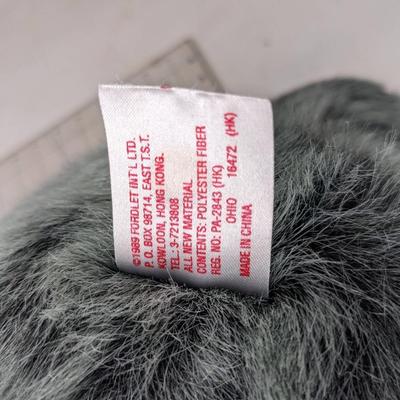 ©1989 FORDLET INT'L LTD.
P. O. BOX 98714, EAST T.S.T.
KOWLOON, HONG KONG.
TEL.: 3-7213808
ALL NEW MATERIAL
CONTENTS: POLYESTER FIBER
REG. NO: PA-2843 (HK)
OHIO 16472 (HK)
MADE IN CHINA